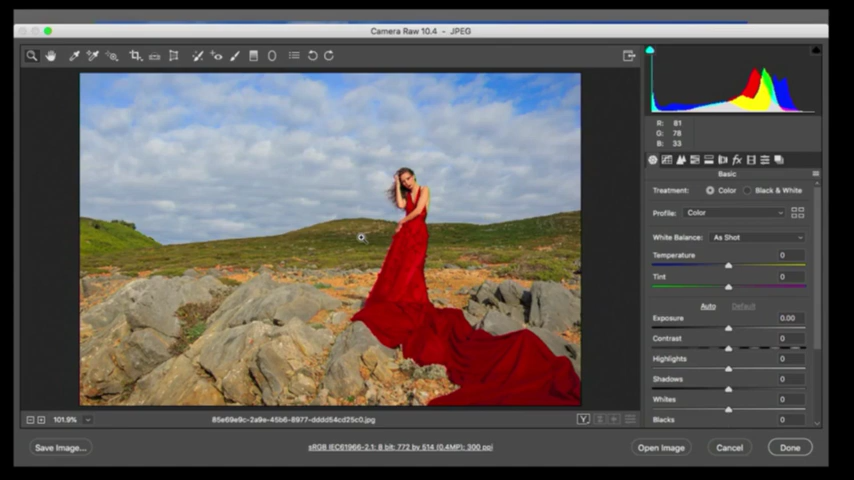 Camera Raw 10.4 - JPEG
R: 81
G: 78
B: 33
fx
Basic
Treatment: Color Black & White
Profile: Color
White Balance: As Shot
Temperature 0
Tint 0
Auto Default
Exposure 0.00
Contrast 0
Highlights 0
Shadows 0
Whites 0
Blacks 0
101.9% 85e69e9c-2a9e-45b6-8977-dddd54cd25c0.jpg Y
Save Image... sRGB IEC61966-2.1; 8 bit; 772 by 514 (0.4MP); 300 ppi Open Image Cancel Done